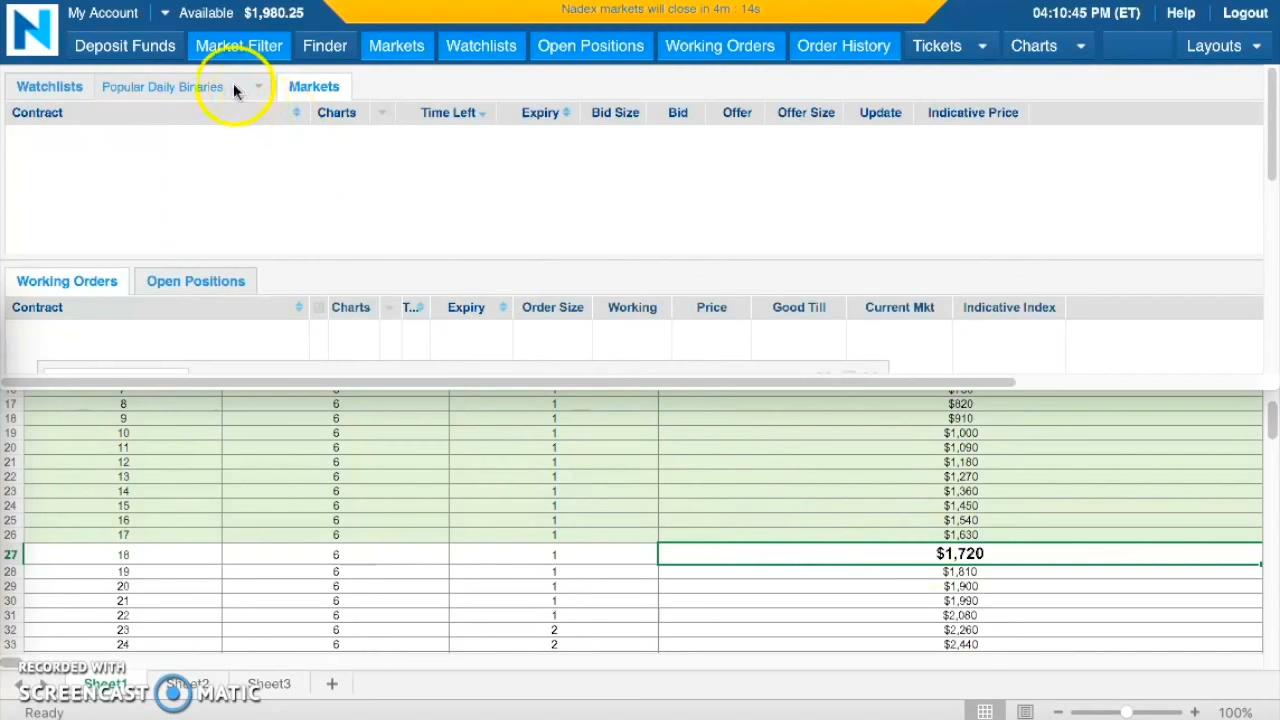 N My Account Available $1,980.25 Nadex markets will close in 4m : 14s 04:10:45 PM (ET) Help Logout
Deposit Funds Market Filter Finder Markets Watchlists Open Positions Working Orders Order History Tickets Charts Layouts
Watchlists Popular Daily Binaries Markets
Contract Charts Time Left Expiry Bid Size Bid Offer Offer Size Update Indicative Price
Working Orders Open Positions
Contract Charts T... Expiry Order Size Working Price Good Till Current Mkt Indicative Index
17 8 6 1 $820
18 9 6 1 $910
19 10 6 1 $1,000
20 11 6 1 $1,090
21 12 6 1 $1,180
22 13 6 1 $1,270
23 14 6 1 $1,360
24 15 6 1 $1,450
25 16 6 1 $1,540
26 17 6 1 $1,630
27 18 6 1 $1,720
28 19 6 1 $1,810
29 20 6 1 $1,900
30 21 6 1 $1,990
31 22 6 1 $2,080
32 23 6 2 $2,260
33 24 6 2 $2,440
RECORDED WITH
SCREENCAST MATIC
Sheet1 Sheet2 Sheet3 +
Ready 100%